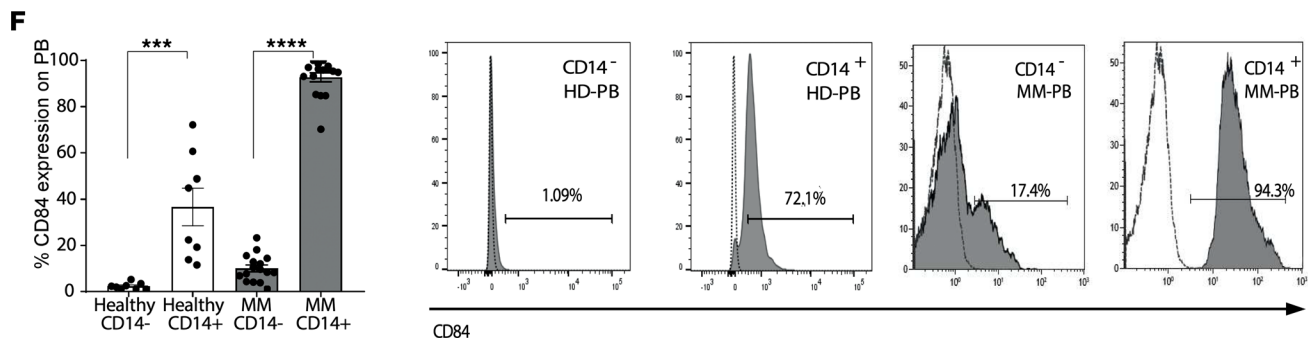 F
% CD84 expression on PB
***
****
100
80
60
40
20
0
Healthy CD14-
Healthy CD14+
MM CD14-
MM CD14+
100
80
60
40
20
0
CD14-
HD-PB
1.09%
-10³ 0 10³ 10⁴ 10⁵
100
80
60
40
20
0
CD14+
HD-PB
72.1%
-10³ 0 10³ 10⁴ 10⁵
50
40
30
20
10
0
CD14-
MM-PB
17.4%
10⁰ 10¹ 10² 10³
50
40
30
20
10
0
CD14+
MM-PB
94.3%
10⁰ 10¹ 10² 10³
CD84